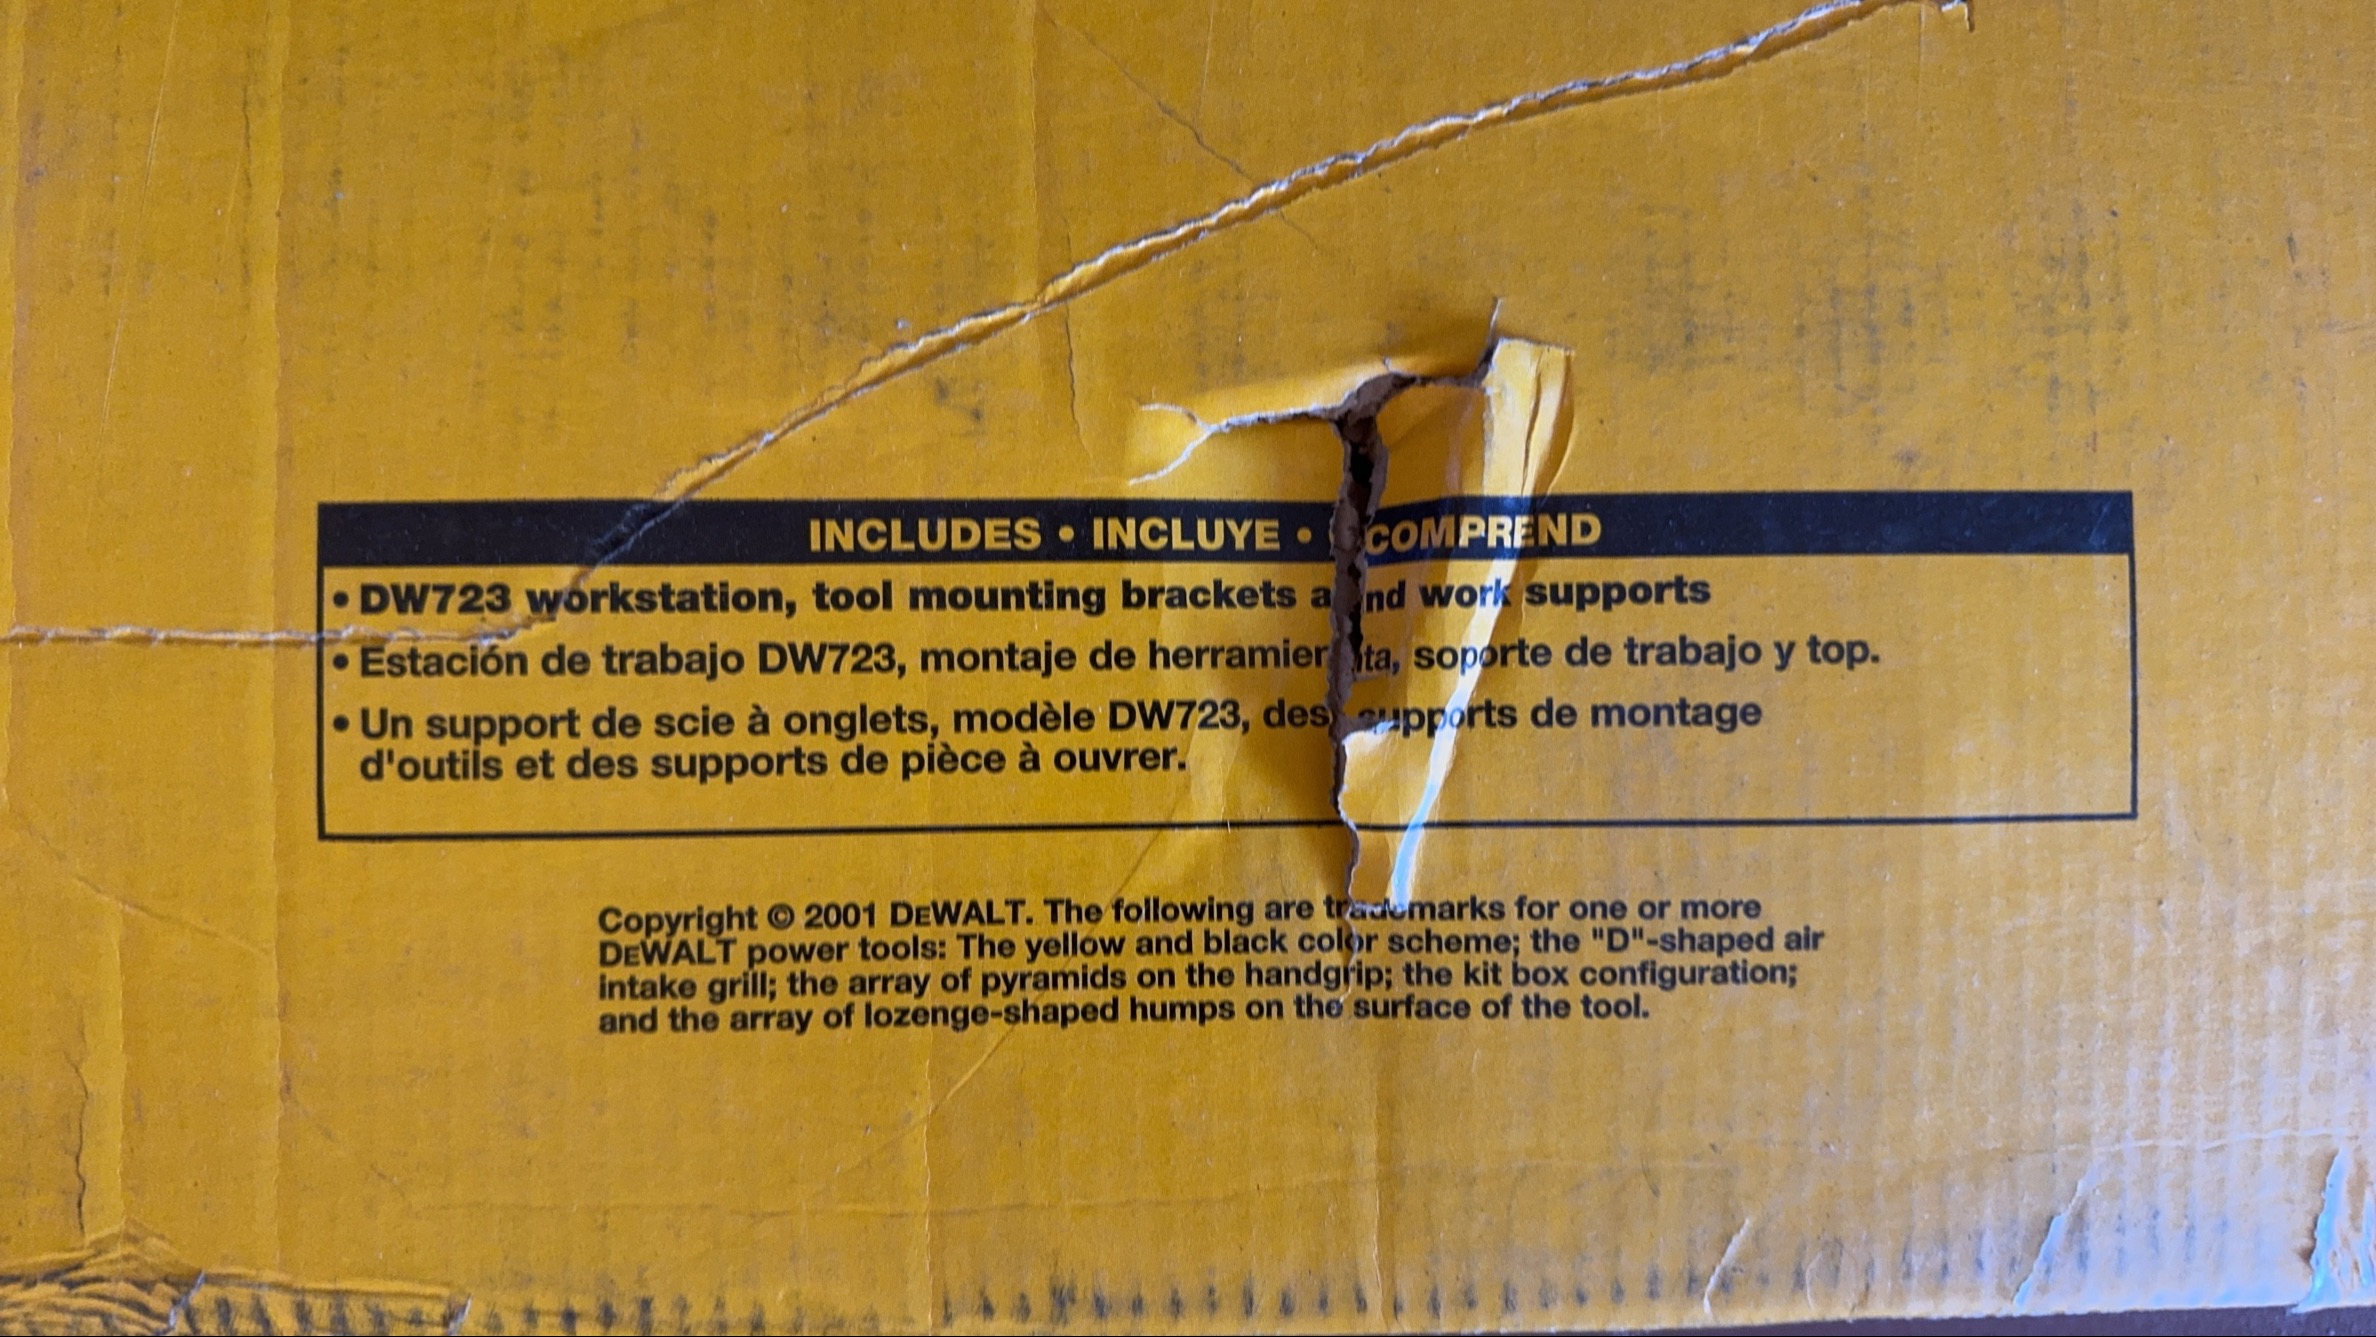 INCLUDES • INCLUYE • COMPREND
• DW723 workstation, tool mounting brackets and work supports
• Estación de trabajo DW723, montaje de herramienta, soporte de trabajo y top.
• Un support de scie à onglets, modèle DW723, des supports de montage
d'outils et des supports de pièce à ouvrer.
Copyright © 2001 DEWALT. The following are trademarks for one or more
DEWALT power tools: The yellow and black color scheme; the "D"-shaped air
intake grill; the array of pyramids on the handgrip; the kit box configuration;
and the array of lozenge-shaped humps on the surface of the tool.